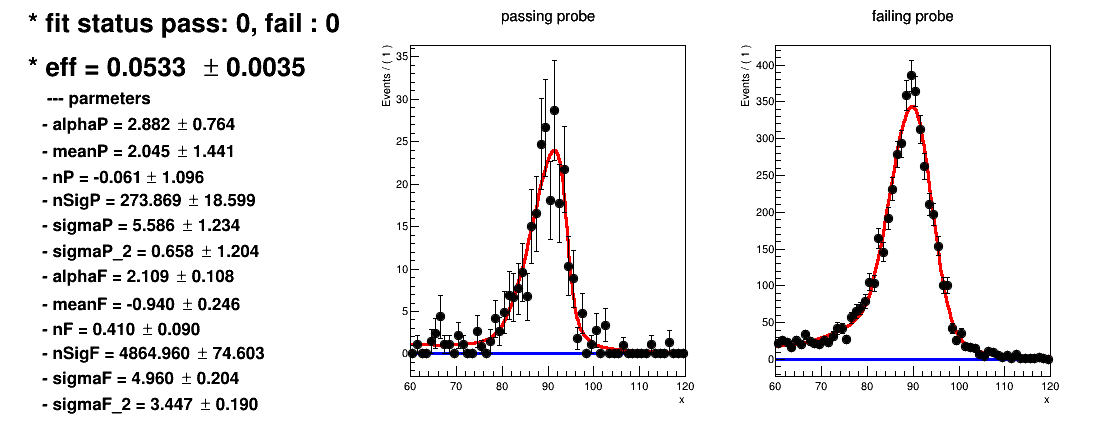 * fit status pass: 0, fail : 0
* eff = 0.0533 ± 0.0035
--- parmeters
- alphaP = 2.882 ± 0.764
- meanP = 2.045 ± 1.441
- nP = -0.061 ± 1.096
- nSigP = 273.869 ± 18.599
- sigmaP = 5.586 ± 1.234
- sigmaP_2 = 0.658 ± 1.204
- alphaF = 2.109 ± 0.108
- meanF = -0.940 ± 0.246
- nF = 0.410 ± 0.090
- nSigF = 4864.960 ± 74.603
- sigmaF = 4.960 ± 0.204
- sigmaF_2 = 3.447 ± 0.190
passing probe
Events / ( 1 )
35
30
25
20
15
10
5
0
60 70 80 90 100 110 120
x
failing probe
Events / ( 1 )
400
350
300
250
200
150
100
50
0
60 70 80 90 100 110 120
x